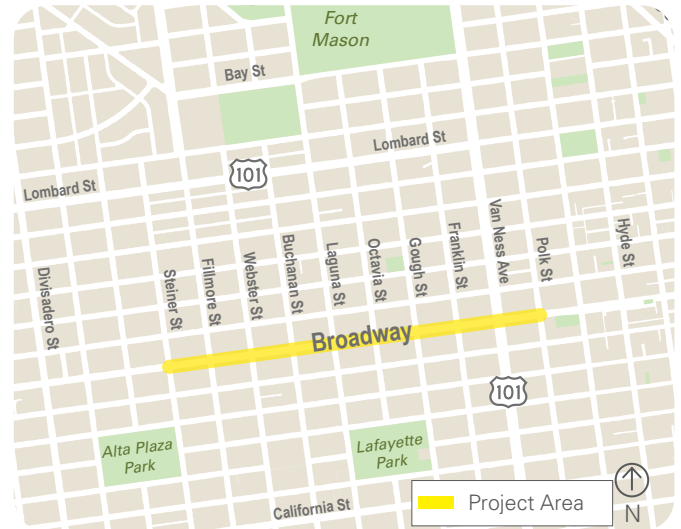 Fort
Mason
Bay St
Lombard St
101
Lombard St
Divisadero St
Steiner St
Fillmore St
Webster St
Buchanan St
Laguna St
Octavia St
Gough St
Franklin St
Van Ness Ave
Polk St
Hyde St
Broadway
101
Alta Plaza
Park
Lafayette
Park
California St
Project Area
N